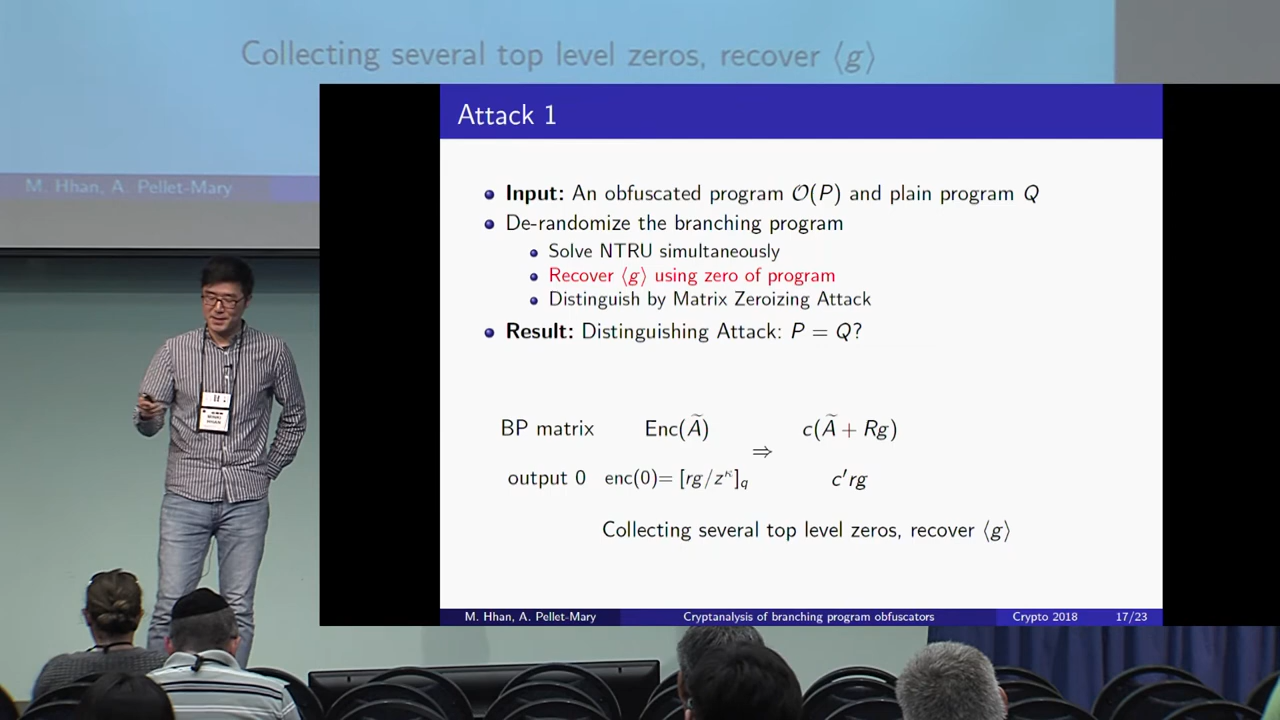 Collecting several top level zeros, recover ⟨g⟩
M. Hhan, A. Pellet-Mary
Attack 1
Input: An obfuscated program 𝒪(P) and plain program Q
De-randomize the branching program
Solve NTRU simultaneously
Recover ⟨g⟩ using zero of program
Distinguish by Matrix Zeroizing Attack
Result: Distinguishing Attack: P = Q?
BP matrix Enc(Ã) ⇒ c(Ã + Rg)
output 0 enc(0)= [rg/z^κ]_q c′rg
Collecting several top level zeros, recover ⟨g⟩
M. Hhan, A. Pellet-Mary Cryptanalysis of branching program obfuscators Crypto 2018 17/23